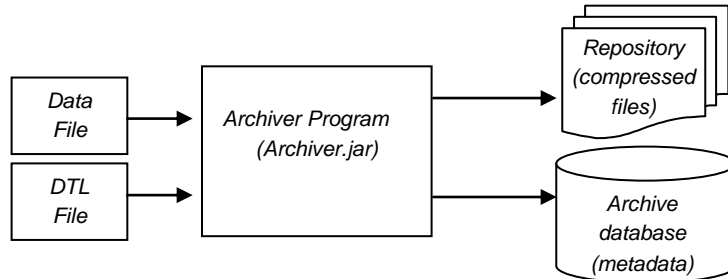 Data
File
DTL
File
Archiver Program
(Archiver.jar)
Repository
(compressed
files)
Archive
database
(metadata)